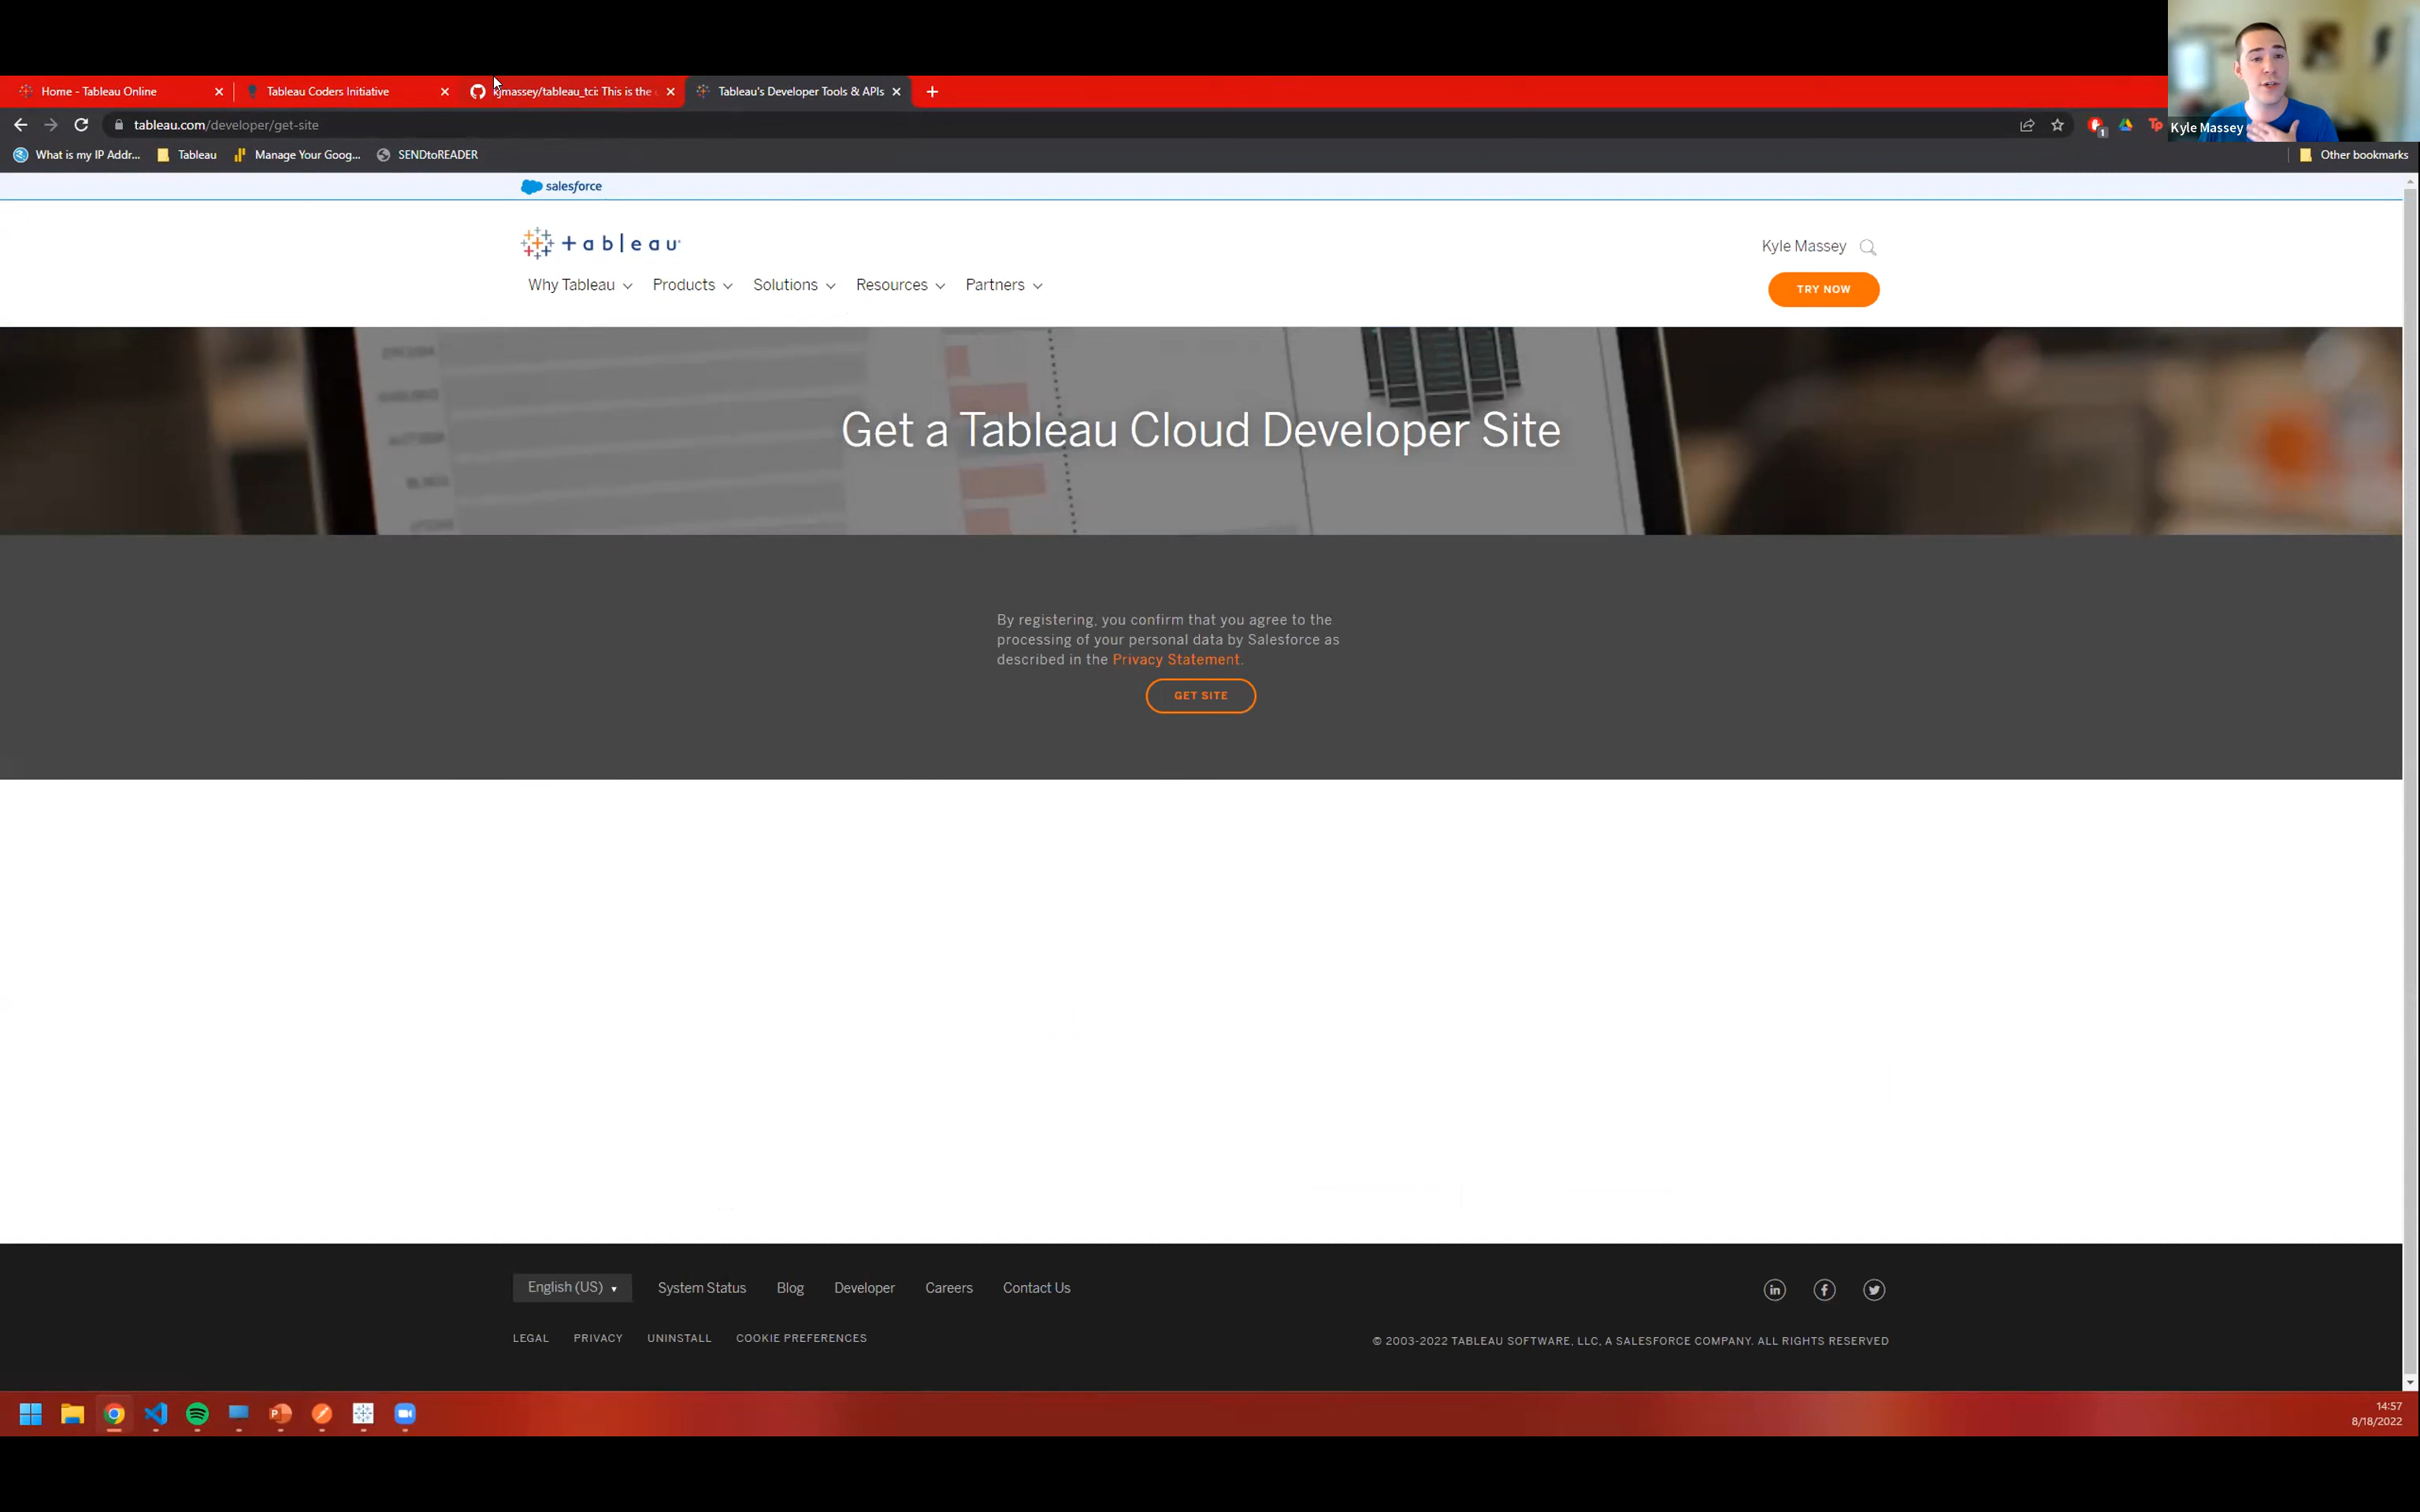 Home - Tableau Online
Tableau Coders Initiative
kjmassey/tableau_tci: This is the
Tableau's Developer Tools & APIs
tableau.com/developer/get-site
Kyle Massey
What is my IP Addr...
Tableau
Manage Your Goog...
SENDtoREADER
Other bookmarks
salesforce
+ableau
Kyle Massey
Why Tableau
Products
Solutions
Resources
Partners
TRY NOW
Get a Tableau Cloud Developer Site
By registering, you confirm that you agree to the
processing of your personal data by Salesforce as
described in the Privacy Statement.
GET SITE
English (US)
System Status
Blog
Developer
Careers
Contact Us
LEGAL
PRIVACY
UNINSTALL
COOKIE PREFERENCES
© 2003-2022 TABLEAU SOFTWARE, LLC, A SALESFORCE COMPANY. ALL RIGHTS RESERVED
14:57
8/18/2022